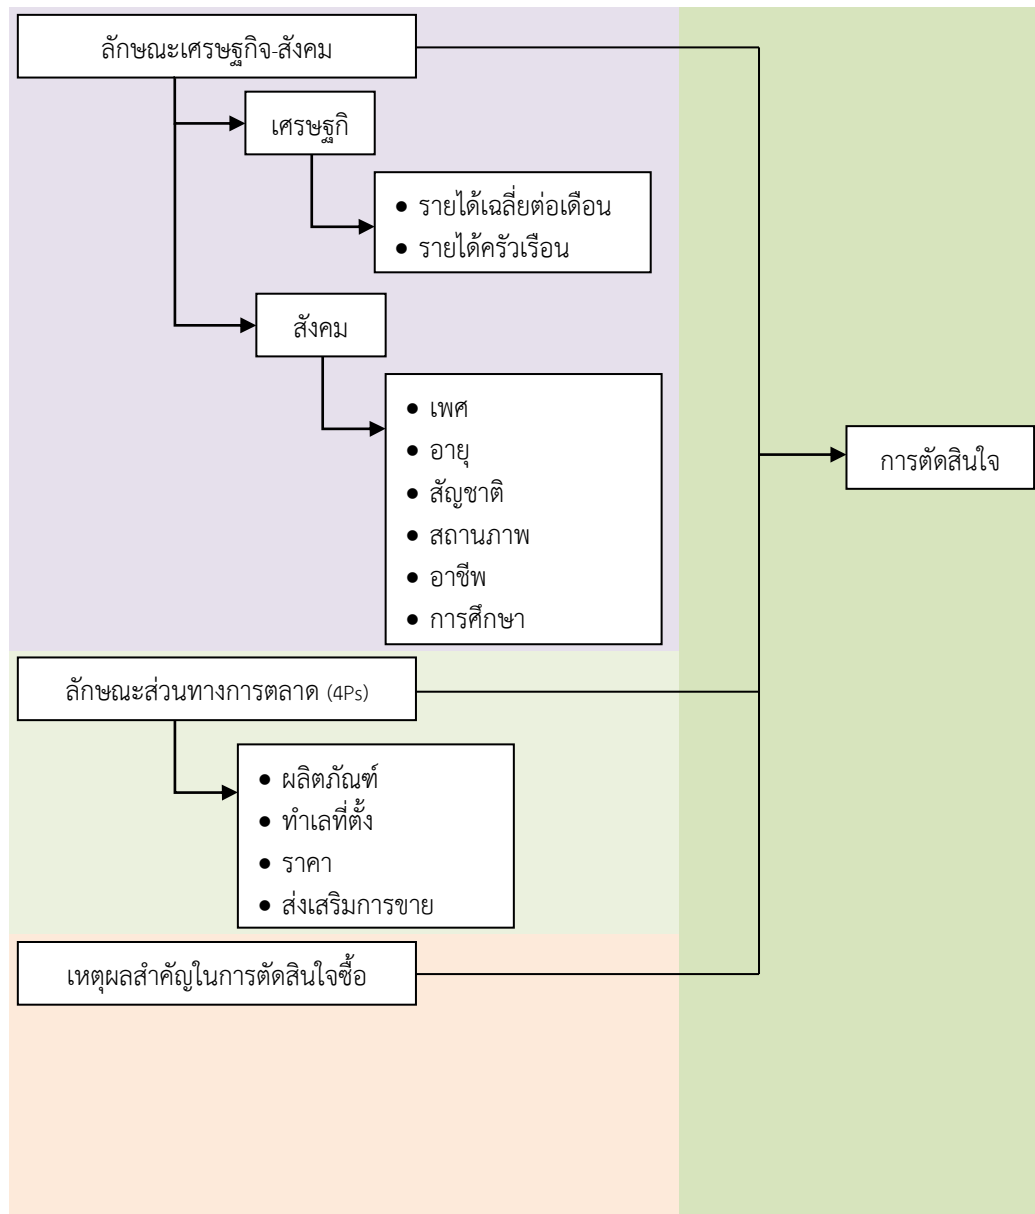 ลักษณะเศรษฐกิจ-สังคม
เศรษฐกิ
• รายได้เฉลี่ยต่อเดือน
• รายได้ครัวเรือน
สังคม
• เพศ
• อายุ
• สัญชาติ
• สถานภาพ
• อาชีพ
• การศึกษา
การตัดสินใจ
ลักษณะส่วนทางการตลาด (4Ps)
• ผลิตภัณฑ์
• ทำเลที่ตั้ง
• ราคา
• ส่งเสริมการขาย
เหตุผลสำคัญในการตัดสินใจซื้อ